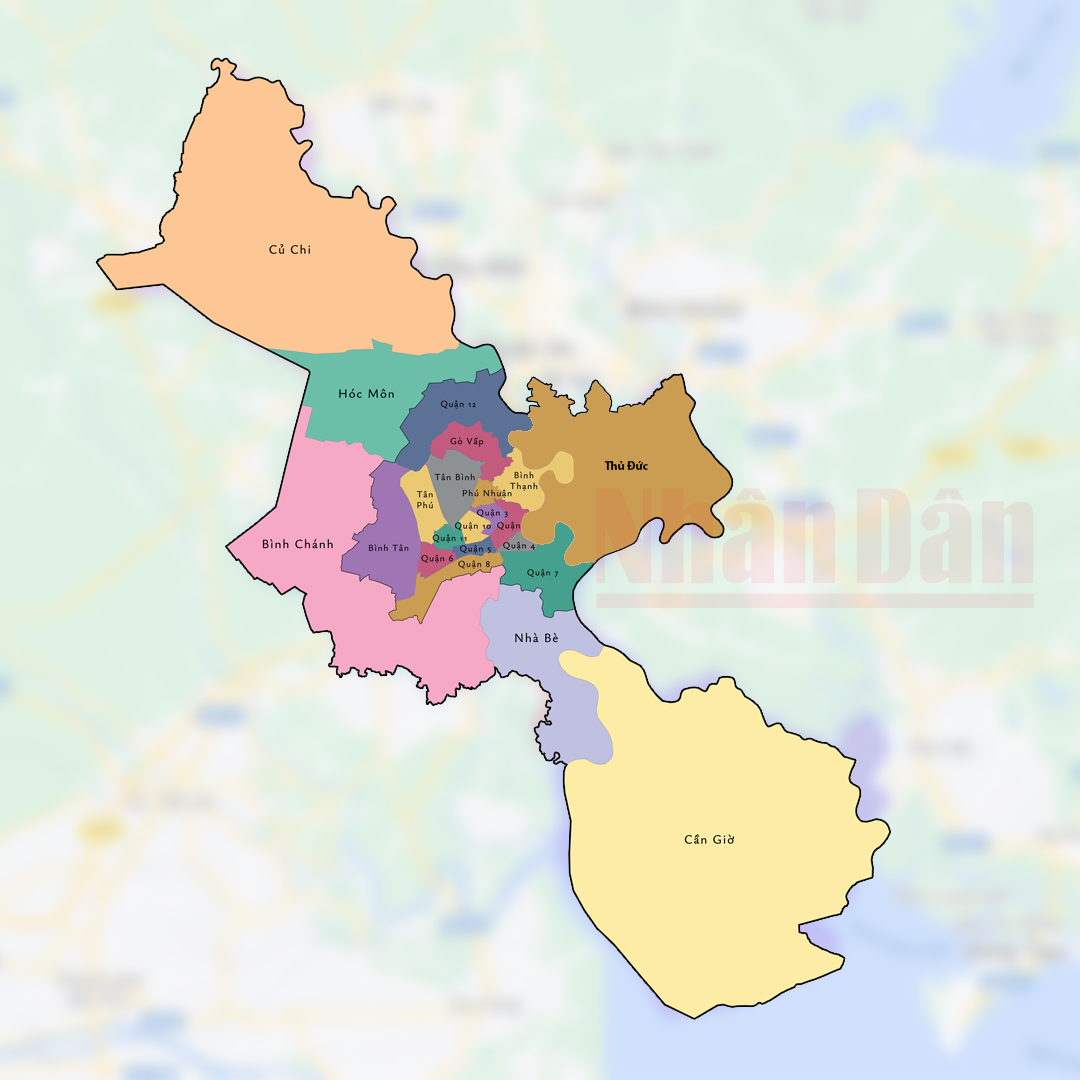 Củ Chi
Hóc Môn
Quận 12
Gò Vấp
Thủ Đức
Tân Bình
Bình
Thạnh
Tân
Phú
Phú Nhuận
Quận 3
Quận 10
Quận
Quận 11
Bình Chánh
Bình Tân
Quận 5
Quận 4
Quận 6
Quận 8
Quận 7
Nhân Dân
Nhà Bè
Cần Giờ